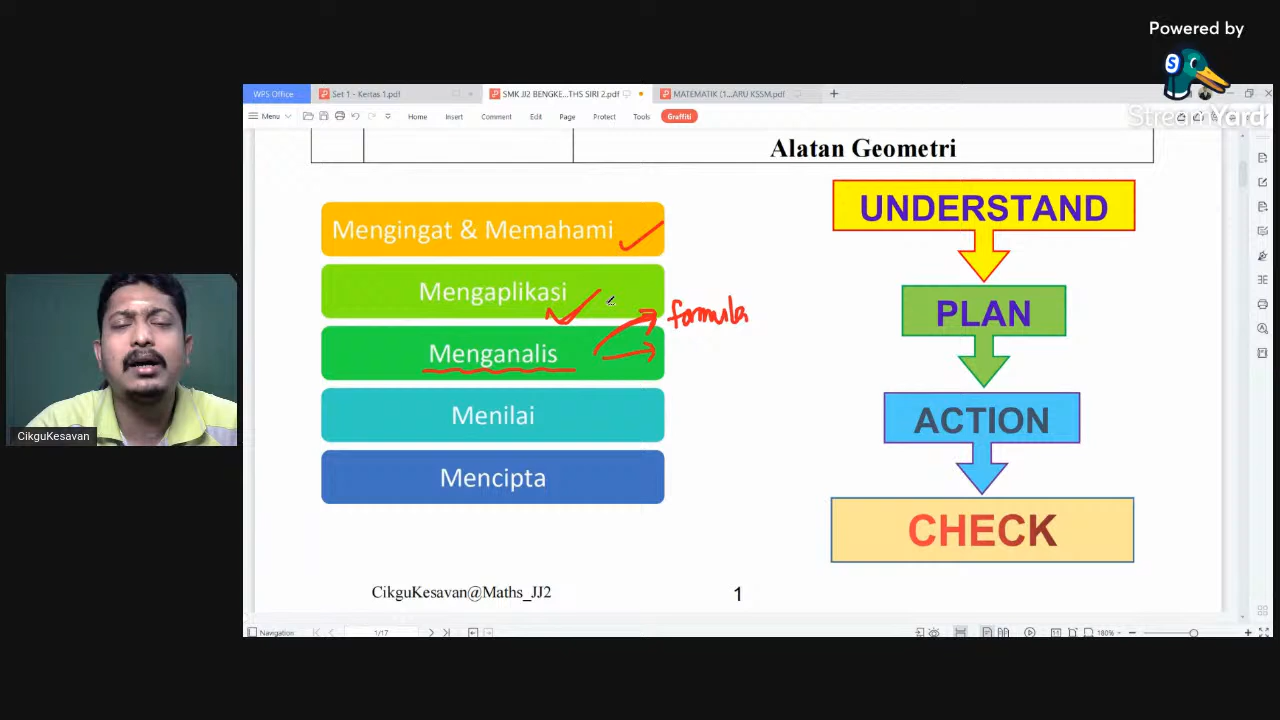 Powered by
StreamYard
WPS Office
Set 1 - Kertas 1.pdf
SMK JJ2 BENGKE...THS SIRI 2.pdf
MATEMATIK (1...ARU KSSM.pdf
Menu
Home
Insert
Comment
Edit
Page
Protect
Tools
Graffiti
Alatan Geometri
Mengingat & Memahami
Mengaplikasi
formula
Menganalis
Menilai
Mencipta
UNDERSTAND
PLAN
ACTION
CHECK
CikguKesavan
CikguKesavan@Maths_JJ2
1
Navigation
1/17
180%